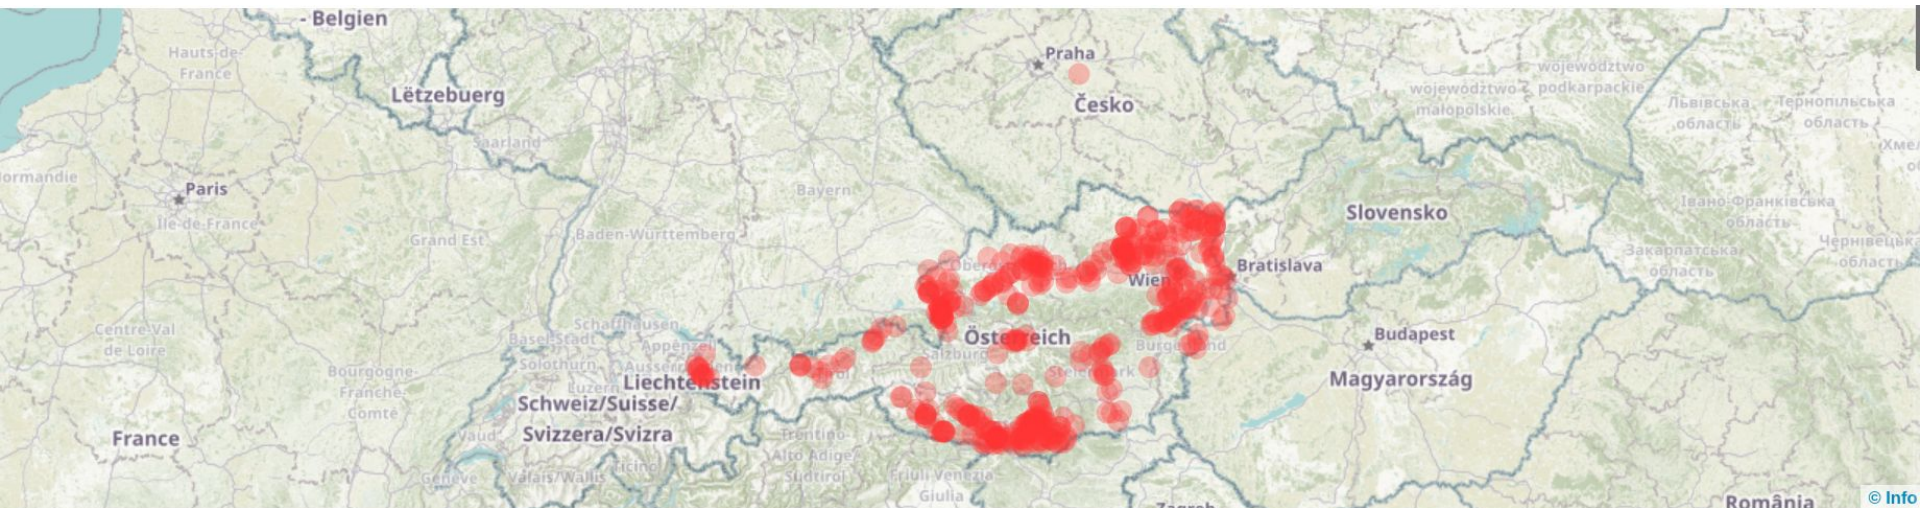 - Belgien
Hauts-de-
France
Lëtzebuerg
Saarland
Paris
Île-de-France
Grand Est
Centre-Val
de Loire
Bourgogne-
Franche-
Comté
France
Bayern
Baden-Württemberg
Schaffhausen
Basel-Stadt
Solothurn
Luzern
Liechtenstein
Schweiz/Suisse/
Svizzera/Svizra
Vaud
Genève
Valais/Wallis
Ticino
Trentino-
Alto Adige/
Südtirol
Friuli Venezia
Giulia
Praha
Česko
Wien
Österreich
Salzburg
Bratislava
Slovensko
Budapest
Magyarország
Zagreb
România
województwo
małopolskie
województwo
podkarpackie
Львівська
область
Тернопільська
область
Івано-Франківська
область
Закарпатська
область
© Info